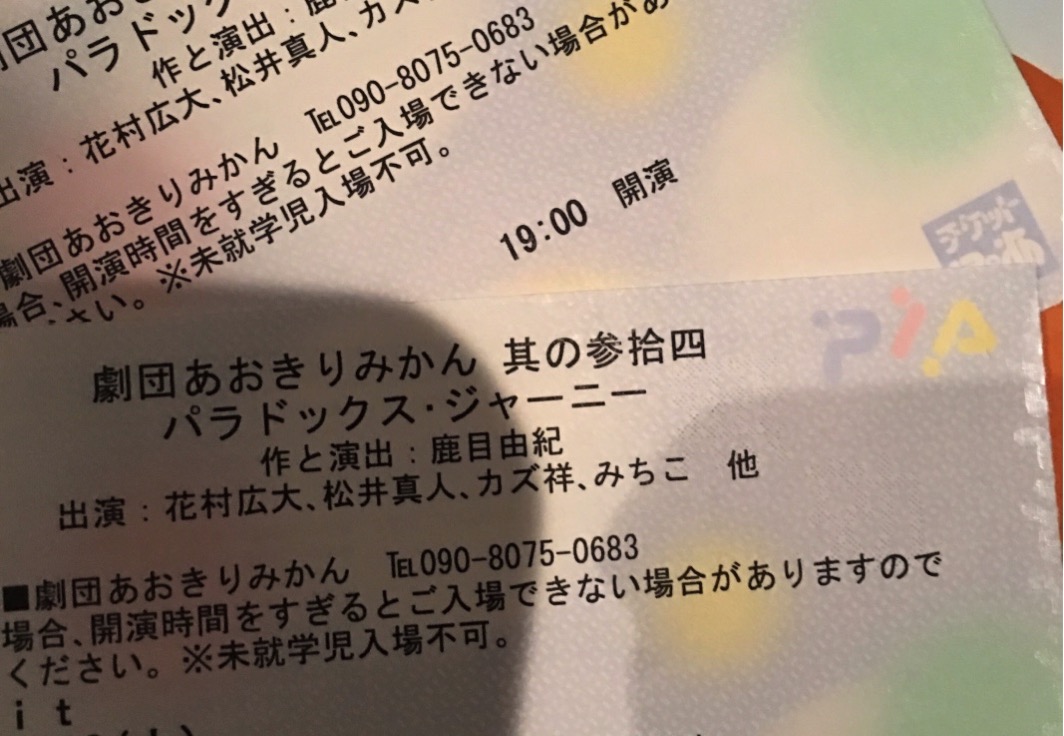 劇団あおき
パラドック
作と演出：鹿
出演：花村広大、松井真人、カズ
劇団あおきりみかん ℡090-8075-0683
場合、開演時間をすぎるとご入場できない場合があ
ください。※未就学児入場不可。
19:00 開演
チケット
PIA
劇団あおきりみかん 其の参拾四
パラドックス・ジャーニー
作と演出：鹿目由紀
出演：花村広大、松井真人、カズ祥、みちこ 他
■劇団あおきりみかん ℡090-8075-0683
場合、開演時間をすぎるとご入場できない場合がありますので
ください。※未就学児入場不可。
it